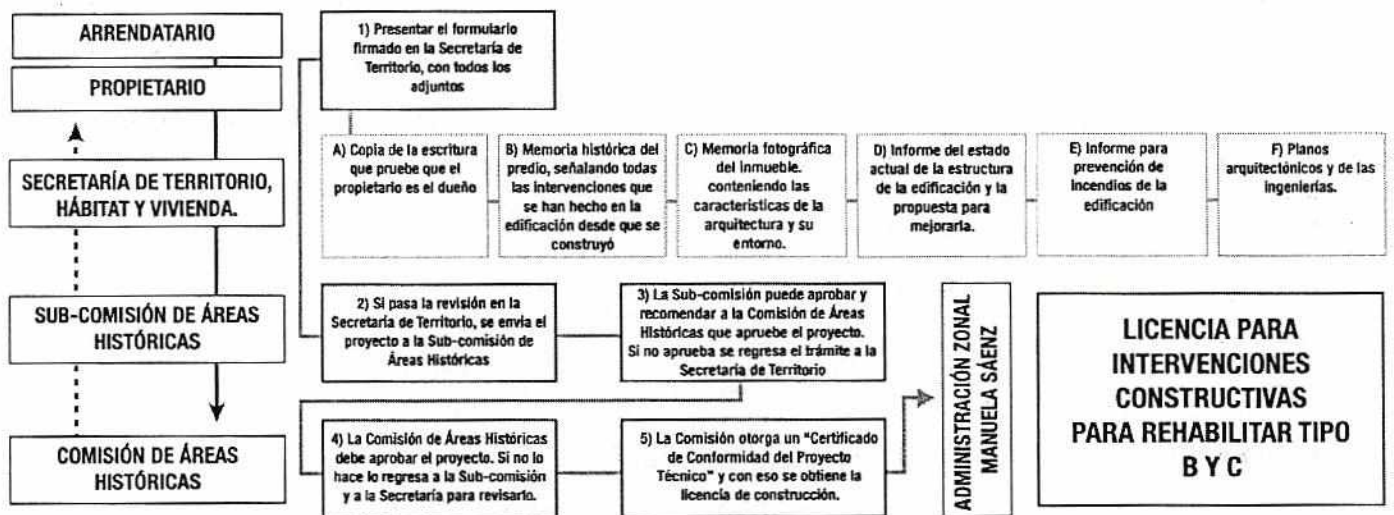 ARRENDATARIO
PROPIETARIO
SECRETARÍA DE TERRITORIO,
HÁBITAT Y VIVIENDA.
SUB-COMISIÓN DE ÁREAS
HISTÓRICAS
COMISIÓN DE ÁREAS
HISTÓRICAS
1) Presentar el formulario
firmado en la Secretaría de
Territorio, con todos los
adjuntos
A) Copia de la escritura
que pruebe que el
propietario es el dueño
B) Memoria histórica del
predio, señalando todas
las intervenciones que
se han hecho en la
edificación desde que se
construyó
C) Memoria fotográfica
del inmueble.
conteniendo las
características de la
arquitectura y su
entorno.
D) Informe del estado
actual de la estructura
de la edificación y la
propuesta para
mejorarla.
E) Informe para
prevención de
incendios de la
edificación
F) Planos
arquitectónicos y de las
ingenierías.
2) Si pasa la revisión en la
Secretaría de Territorio, se envia el
proyecto a la Sub-comisión de
Áreas Históricas
3) La Sub-comisión puede aprobar y
recomendar a la Comisión de Áreas
Históricas que apruebe el proyecto.
Si no aprueba se regresa el trámite a la
Secretaría de Territorio
4) La Comisión de Áreas Históricas
debe aprobar el proyecto. Si no lo
hace lo regresa a la Sub-comisión
y a la Secretaría para revisarlo.
5) La Comisión otorga un "Certificado
de Conformidad del Proyecto
Técnico" y con eso se obtiene la
licencia de construcción.
ADMINISTRACIÓN ZONAL
MANUELA SÁENZ
LICENCIA PARA
INTERVENCIONES
CONSTRUCTIVAS
PARA REHABILITAR TIPO
B Y C